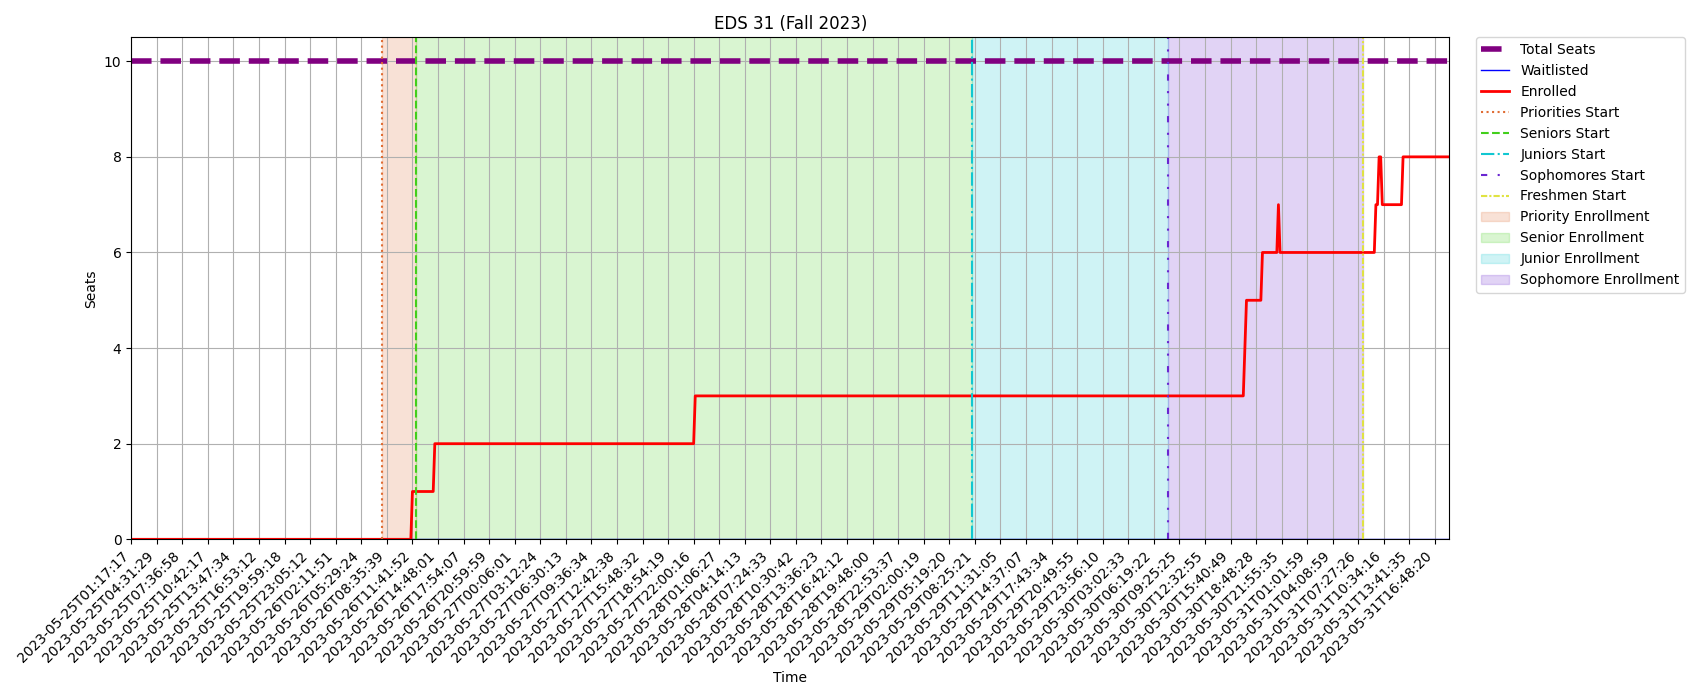 EDS 31 (Fall 2023)
Total Seats
Waitlisted
Enrolled
Priorities Start
Seniors Start
Juniors Start
Sophomores Start
Freshmen Start
Priority Enrollment
Senior Enrollment
Junior Enrollment
Sophomore Enrollment
Seats
10
8
6
4
2
0
2023-05-25T01:17:17
2023-05-25T04:31:29
2023-05-25T07:36:58
2023-05-25T10:42:17
2023-05-25T13:47:34
2023-05-25T16:53:12
2023-05-25T19:59:18
2023-05-25T23:05:12
2023-05-26T02:11:51
2023-05-26T05:29:24
2023-05-26T08:35:39
2023-05-26T11:41:52
2023-05-26T14:48:01
2023-05-26T17:54:07
2023-05-26T20:59:59
2023-05-27T00:06:01
2023-05-27T03:12:24
2023-05-27T06:30:13
2023-05-27T09:36:34
2023-05-27T12:42:38
2023-05-27T15:48:32
2023-05-27T18:54:19
2023-05-27T22:00:16
2023-05-28T01:06:27
2023-05-28T04:14:13
2023-05-28T07:24:33
2023-05-28T10:30:42
2023-05-28T13:36:23
2023-05-28T16:42:12
2023-05-28T19:48:00
2023-05-28T22:53:37
2023-05-29T02:00:19
2023-05-29T05:19:20
2023-05-29T08:25:21
2023-05-29T11:31:05
2023-05-29T14:37:07
2023-05-29T17:43:34
2023-05-29T20:49:55
2023-05-29T23:56:10
2023-05-30T03:02:33
2023-05-30T06:19:22
2023-05-30T09:25:25
2023-05-30T12:32:55
2023-05-30T15:40:49
2023-05-30T18:48:28
2023-05-30T21:55:35
2023-05-31T01:01:59
2023-05-31T04:08:59
2023-05-31T07:27:26
2023-05-31T10:34:16
2023-05-31T13:41:35
2023-05-31T16:48:20
Time